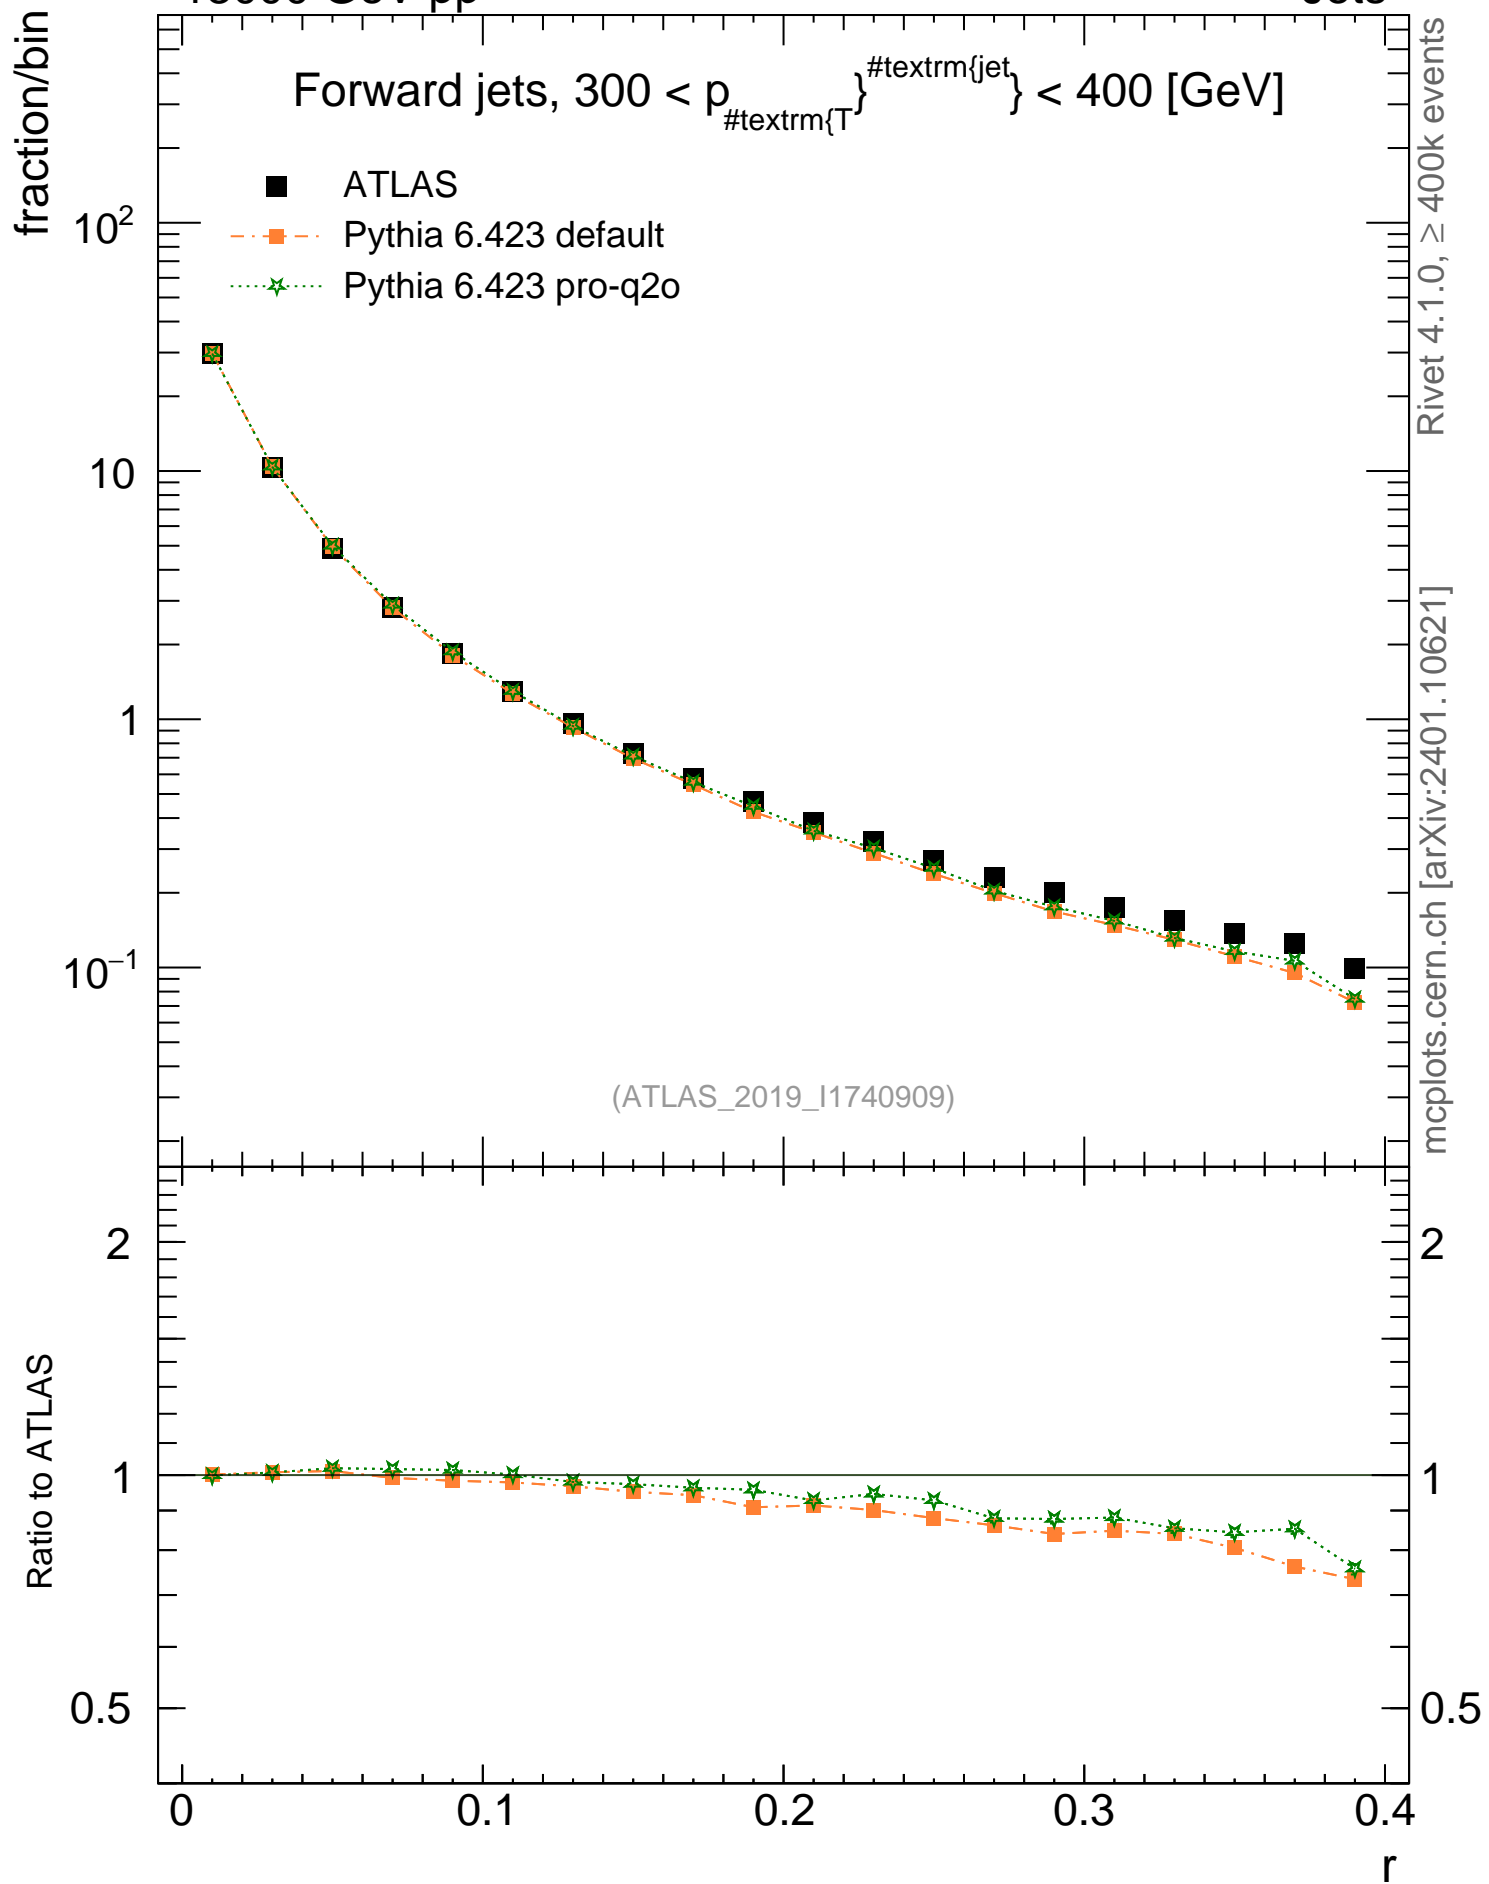 fraction/bin
Forward jets, 300 < p_{#textrm{T}}^{#textrm{jet}} < 400 [GeV]
ATLAS
Pythia 6.423 default
Pythia 6.423 pro-q2o
10²
10
1
10⁻¹
(ATLAS_2019_I1740909)
Rivet 4.1.0, ≥ 400k events
mcplots.cern.ch [arXiv:2401.10621]
Ratio to ATLAS
2
1
0.5
2
1
0.5
0 0.1 0.2 0.3 0.4
r